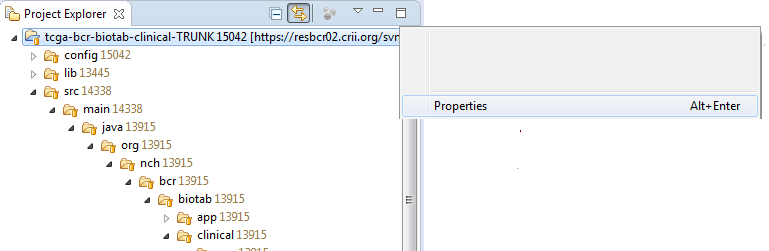 Project Explorer
tcga-bcr-biotab-clinical-TRUNK 15042 [https://resbcr02.crii.org/svn
config 15042
lib 13445
src 14338
Properties Alt+Enter
main 14338
java 13915
org 13915
nch 13915
bcr 13915
biotab 13915
app 13915
clinical 13915